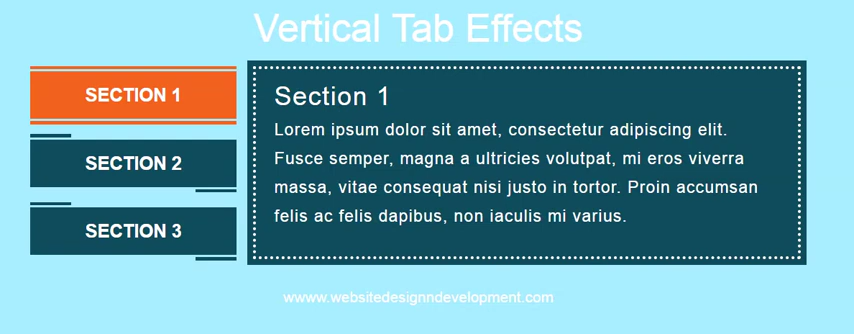 Vertical Tab Effects
SECTION 1
SECTION 2
SECTION 3
Section 1
Lorem ipsum dolor sit amet, consectetur adipiscing elit.
Fusce semper, magna a ultricies volutpat, mi eros viverra
massa, vitae consequat nisi justo in tortor. Proin accumsan
felis ac felis dapibus, non iaculis mi varius.
wwww.websitedesignndevelopment.com